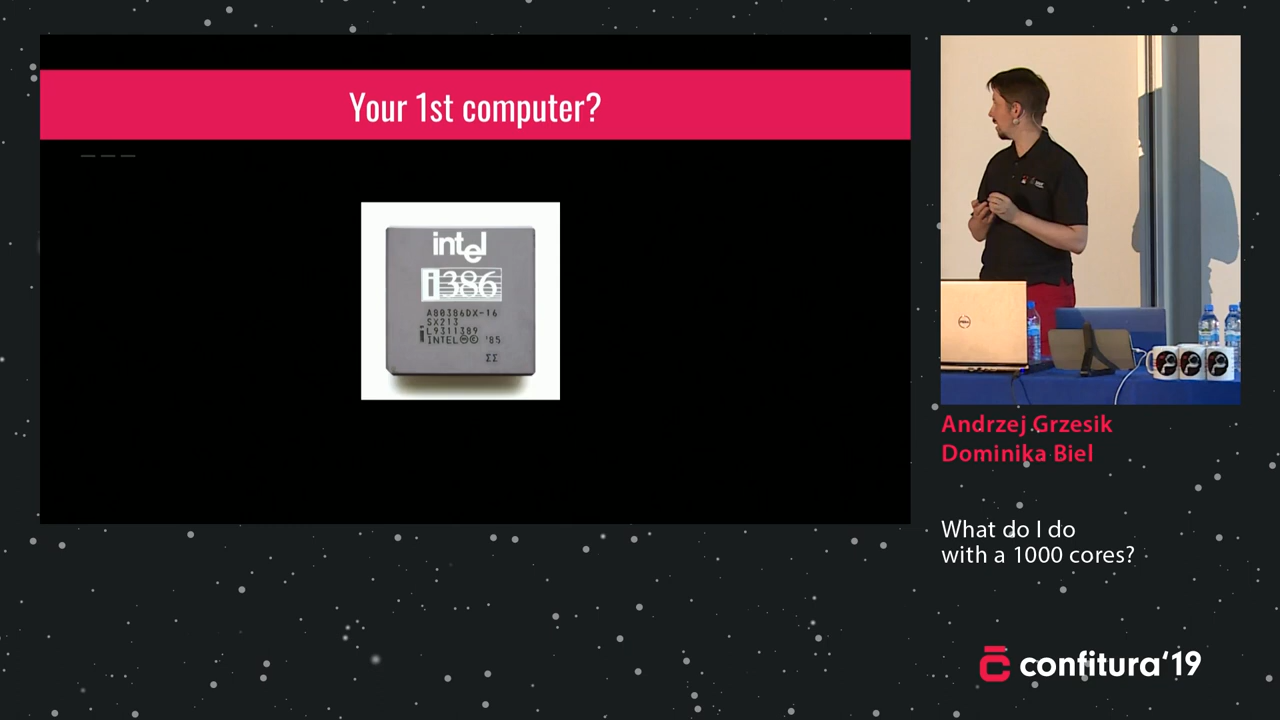 Your 1st computer?
intel
i386
A80386DX-16
SX213
L9311389
INTEL Ⓜ © '85
ΣΣ
DELL
Andrzej Grzesik
Dominika Biel
What do I do
with a 1000 cores?
confitura'19